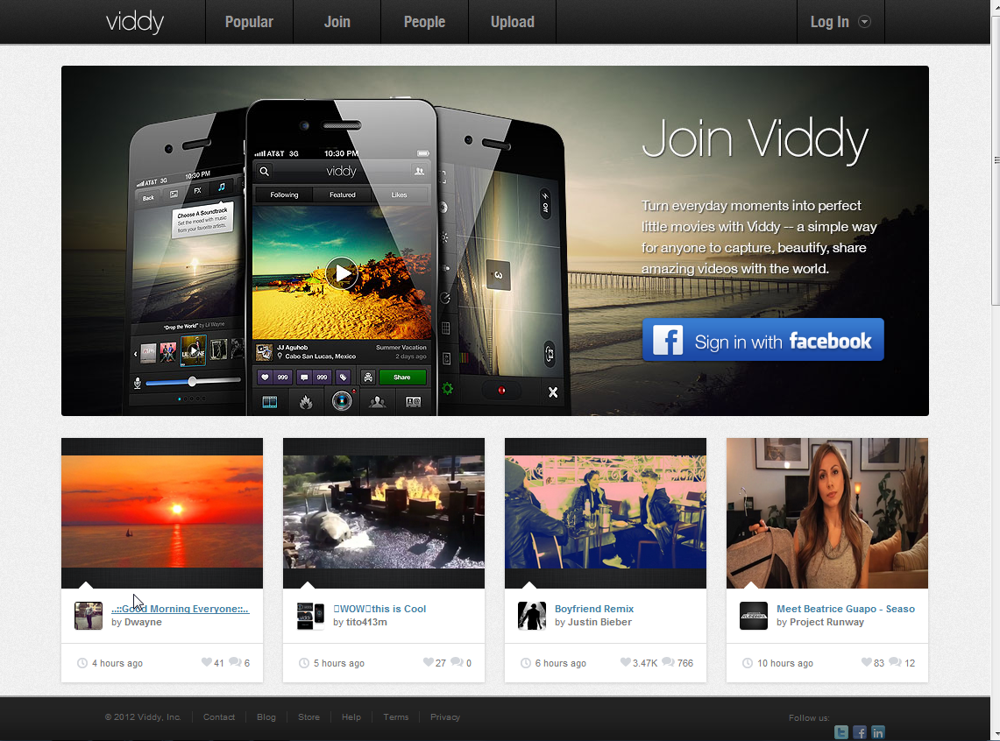 viddy
Popular
Join
People
Upload
Log In
AT&T 3G
10:30 PM
Back
FX
Choose A Soundtrack
Set the mood with music
from your favorite artists.
"Drop the World" by Lil Wayne
AT&T 3G
10:30 PM
viddy
Following
Featured
Likes
JJ Aguhob
Cabo San Lucas, Mexico
Summer Vacation
2 days ago
999
999
Share
Off
3
Join Viddy
Turn everyday moments into perfect
little movies with Viddy -- a simple way
for anyone to capture, beautify, share
amazing videos with the world.
Sign in with facebook
..::Good Morning Everyone::..
by Dwayne
4 hours ago
41
6
WOW this is Cool
by tito413m
5 hours ago
27
0
Boyfriend Remix
by Justin Bieber
6 hours ago
3.47K
766
Meet Beatrice Guapo - Seaso
by Project Runway
10 hours ago
83
12
© 2012 Viddy, Inc.
Contact
Blog
Store
Help
Terms
Privacy
Follow us: